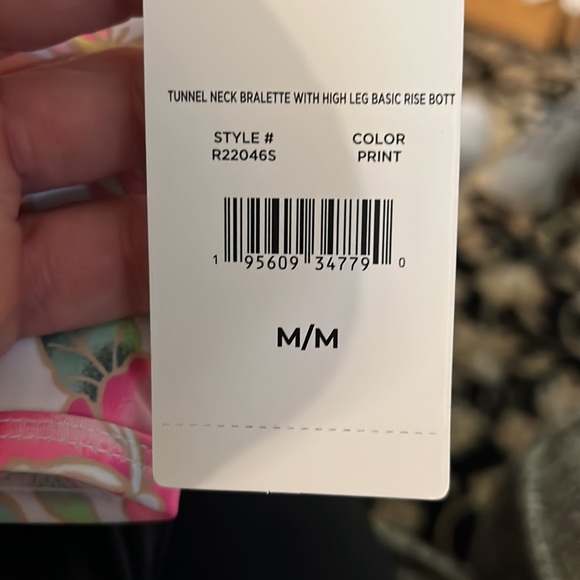 TUNNEL NECK BRALETTE WITH HIGH LEG BASIC RISE BOTT
STYLE # COLOR
R22046S PRINT
1 95609 34779 0
M/M